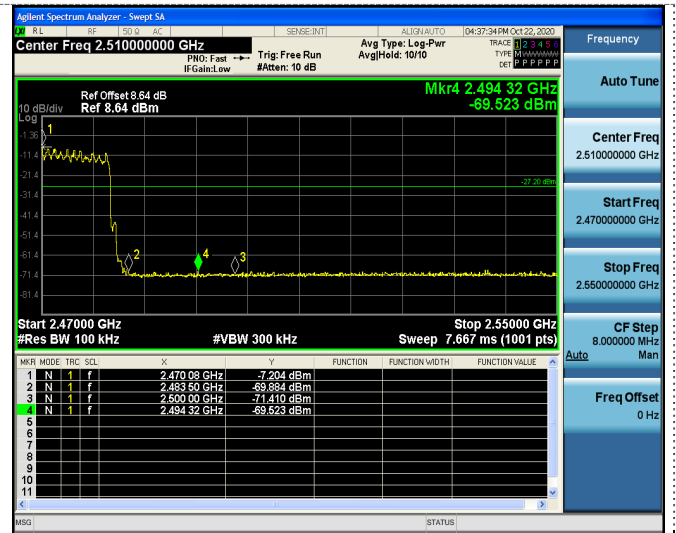 Agilent Spectrum Analyzer - Swept SA
LXI RL RF 50 Ω AC SENSE:INT ALIGNAUTO 04:37:34 PM Oct 22, 2020
Center Freq 2.510000000 GHz
PNO: Fast
IFGain:Low
Trig: Free Run
#Atten: 10 dB
Avg Type: Log-Pwr
Avg|Hold: 10/10
TRACE 1 2 3 4 5 6
TYPE MWWWWW
DET P P P P P P
Frequency
Auto Tune
Center Freq
2.510000000 GHz
Start Freq
2.470000000 GHz
Stop Freq
2.550000000 GHz
CF Step
8.000000 MHz
Auto Man
Freq Offset
0 Hz
Mkr4 2.494 32 GHz
-69.523 dBm
Ref Offset 8.64 dB
10 dB/div Ref 8.64 dBm
Log
-1.36
-11.4
-21.4
-31.4
-41.4
-51.4
-61.4
-71.4
-81.4
1
-27.20 dBm
2
4
3
Start 2.47000 GHz Stop 2.55000 GHz
#Res BW 100 kHz #VBW 300 kHz Sweep 7.667 ms (1001 pts)
MKR MODE TRC SCL X Y FUNCTION FUNCTION WIDTH FUNCTION VALUE
1 N 1 f 2.470 08 GHz -7.204 dBm
2 N 1 f 2.483 50 GHz -69.884 dBm
3 N 1 f 2.500 00 GHz -71.410 dBm
4 N 1 f 2.494 32 GHz -69.523 dBm
5
6
7
8
9
10
11
MSG STATUS